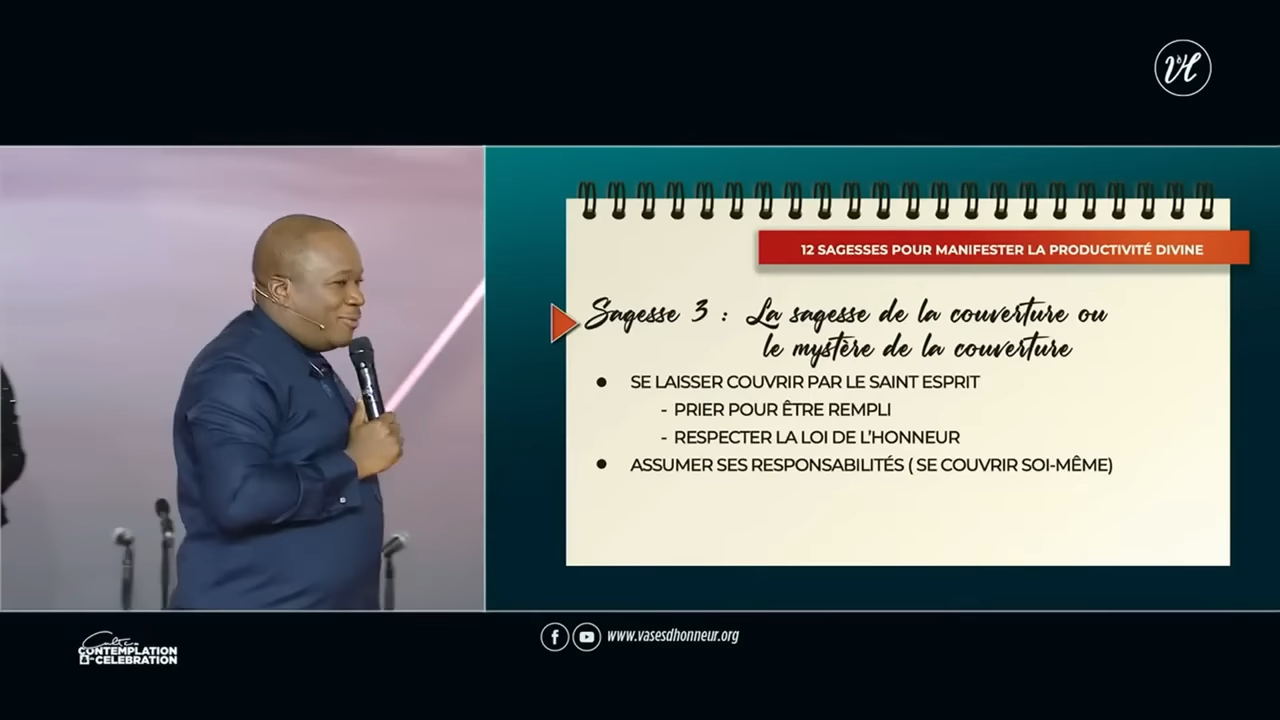 VH
12 SAGESSES POUR MANIFESTER LA PRODUCTIVITÉ DIVINE
Sagesse 3 : La sagesse de la couverture ou
le mystère de la couverture
• SE LAISSER COUVRIR PAR LE SAINT ESPRIT
- PRIER POUR ÊTRE REMPLI
- RESPECTER LA LOI DE L'HONNEUR
• ASSUMER SES RESPONSABILITÉS ( SE COUVRIR SOI-MÊME)
www.vasesdhonneur.org
Culte
CONTEMPLATION
&-CELEBRATION